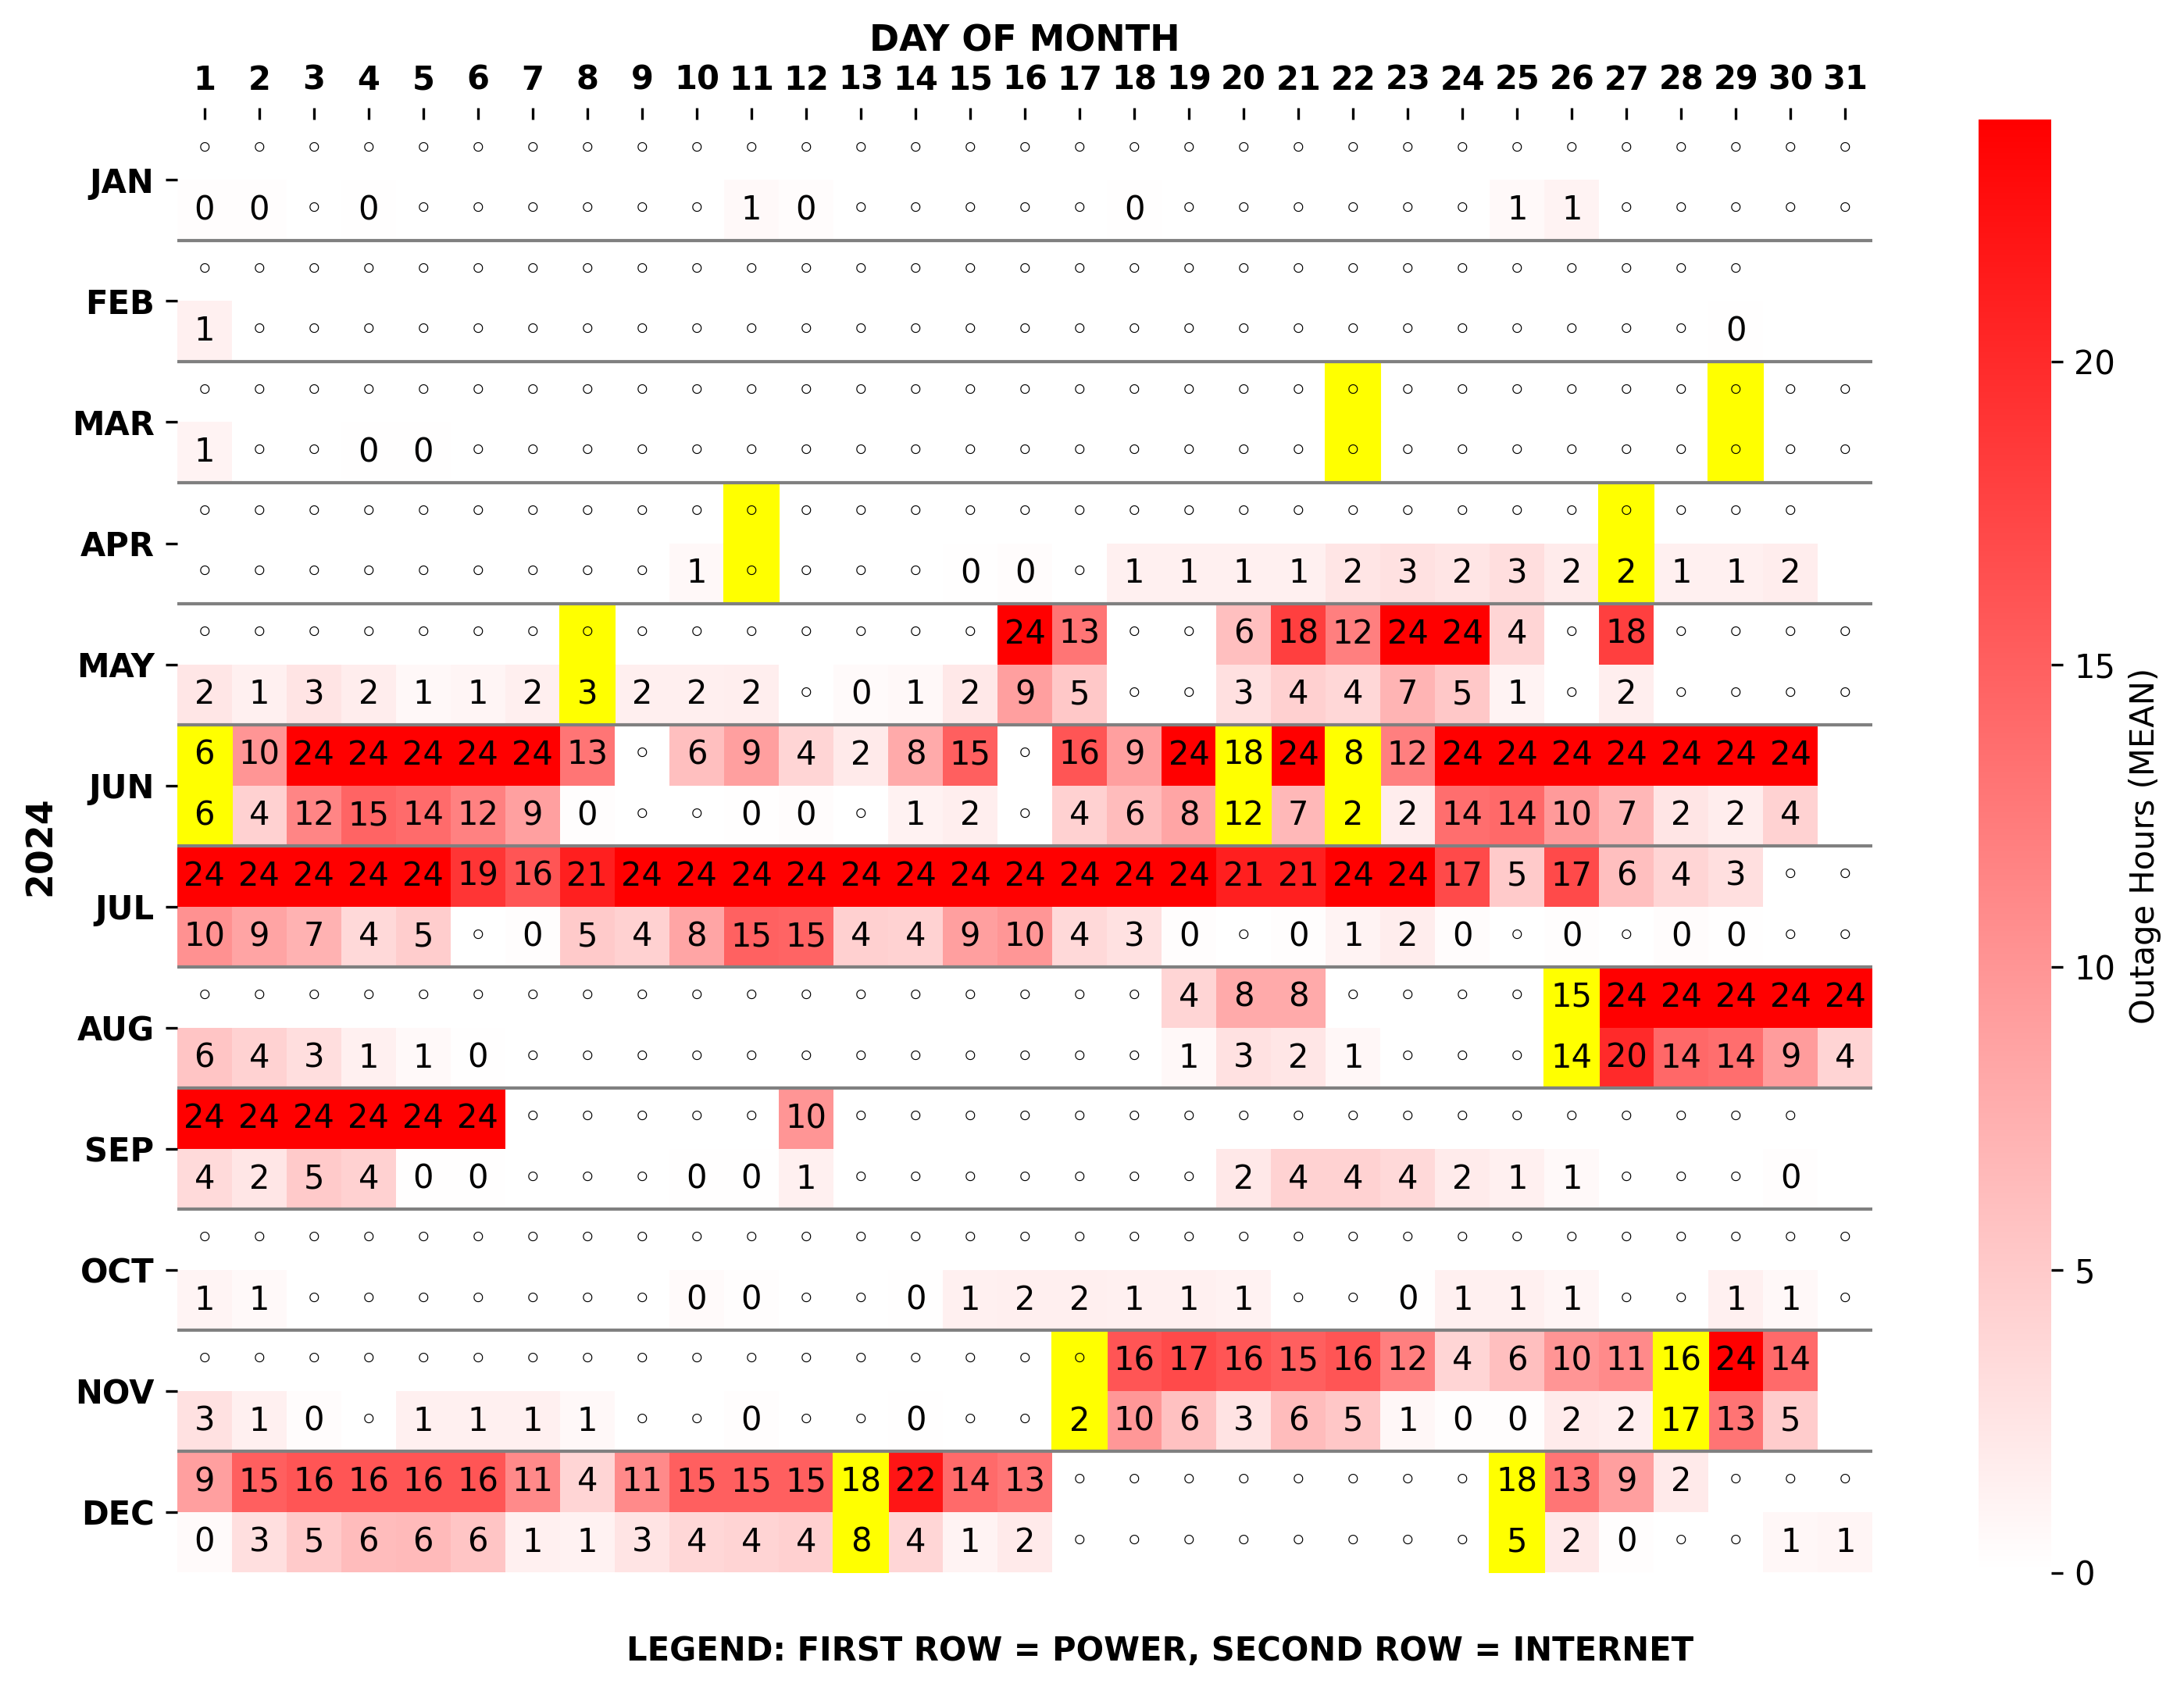 DAY OF MONTH
1 2 3 4 5 6 7 8 9 10 11 12 13 14 15 16 17 18 19 20 21 22 23 24 25 26 27 28 29 30 31
2024
JAN
◦ ◦ ◦ ◦ ◦ ◦ ◦ ◦ ◦ ◦ ◦ ◦ ◦ ◦ ◦ ◦ ◦ ◦ ◦ ◦ ◦ ◦ ◦ ◦ ◦ ◦ ◦ ◦ ◦ ◦ ◦
0 0 ◦ 0 ◦ ◦ ◦ ◦ ◦ ◦ 1 0 ◦ ◦ ◦ ◦ ◦ 0 ◦ ◦ ◦ ◦ ◦ ◦ 1 1 ◦ ◦ ◦ ◦ ◦
FEB
◦ ◦ ◦ ◦ ◦ ◦ ◦ ◦ ◦ ◦ ◦ ◦ ◦ ◦ ◦ ◦ ◦ ◦ ◦ ◦ ◦ ◦ ◦ ◦ ◦ ◦ ◦ ◦ ◦
1 ◦ ◦ ◦ ◦ ◦ ◦ ◦ ◦ ◦ ◦ ◦ ◦ ◦ ◦ ◦ ◦ ◦ ◦ ◦ ◦ ◦ ◦ ◦ ◦ ◦ ◦ ◦ 0
MAR
◦ ◦ ◦ ◦ ◦ ◦ ◦ ◦ ◦ ◦ ◦ ◦ ◦ ◦ ◦ ◦ ◦ ◦ ◦ ◦ ◦ ◦ ◦ ◦ ◦ ◦ ◦ ◦ ◦ ◦ ◦
1 ◦ ◦ 0 0 ◦ ◦ ◦ ◦ ◦ ◦ ◦ ◦ ◦ ◦ ◦ ◦ ◦ ◦ ◦ ◦ ◦ ◦ ◦ ◦ ◦ ◦ ◦ ◦ ◦ ◦
APR
◦ ◦ ◦ ◦ ◦ ◦ ◦ ◦ ◦ ◦ ◦ ◦ ◦ ◦ ◦ ◦ ◦ ◦ ◦ ◦ ◦ ◦ ◦ ◦ ◦ ◦ ◦ ◦ ◦ ◦
◦ ◦ ◦ ◦ ◦ ◦ ◦ ◦ ◦ 1 ◦ ◦ ◦ ◦ 0 0 ◦ 1 1 1 1 2 3 2 3 2 2 1 1 2
MAY
◦ ◦ ◦ ◦ ◦ ◦ ◦ ◦ ◦ ◦ ◦ ◦ ◦ ◦ ◦ 24 13 ◦ ◦ 6 18 12 24 24 4 ◦ 18 ◦ ◦ ◦ ◦
2 1 3 2 1 1 2 3 2 2 2 ◦ 0 1 2 9 5 ◦ ◦ 3 4 4 7 5 1 ◦ 2 ◦ ◦ ◦ ◦
JUN
6 10 24 24 24 24 24 13 ◦ 6 9 4 2 8 15 ◦ 16 9 24 18 24 8 12 24 24 24 24 24 24 24
6 4 12 15 14 12 9 0 ◦ ◦ 0 0 ◦ 1 2 ◦ 4 6 8 12 7 2 2 14 14 10 7 2 2 4
JUL
24 24 24 24 24 19 16 21 24 24 24 24 24 24 24 24 24 24 24 21 21 24 24 17 5 17 6 4 3 ◦ ◦
10 9 7 4 5 ◦ 0 5 4 8 15 15 4 4 9 10 4 3 0 ◦ 0 1 2 0 ◦ 0 ◦ 0 0 ◦ ◦
AUG
◦ ◦ ◦ ◦ ◦ ◦ ◦ ◦ ◦ ◦ ◦ ◦ ◦ ◦ ◦ ◦ ◦ ◦ 4 8 8 ◦ ◦ ◦ ◦ 15 24 24 24 24 24
6 4 3 1 1 0 ◦ ◦ ◦ ◦ ◦ ◦ ◦ ◦ ◦ ◦ ◦ ◦ 1 3 2 1 ◦ ◦ ◦ 14 20 14 14 9 4
SEP
24 24 24 24 24 24 ◦ ◦ ◦ ◦ ◦ 10 ◦ ◦ ◦ ◦ ◦ ◦ ◦ ◦ ◦ ◦ ◦ ◦ ◦ ◦ ◦ ◦ ◦ ◦
4 2 5 4 0 0 ◦ ◦ ◦ 0 0 1 ◦ ◦ ◦ ◦ ◦ ◦ ◦ 2 4 4 4 2 1 1 ◦ ◦ ◦ 0
OCT
◦ ◦ ◦ ◦ ◦ ◦ ◦ ◦ ◦ ◦ ◦ ◦ ◦ ◦ ◦ ◦ ◦ ◦ ◦ ◦ ◦ ◦ ◦ ◦ ◦ ◦ ◦ ◦ ◦ ◦ ◦
1 1 ◦ ◦ ◦ ◦ ◦ ◦ ◦ 0 0 ◦ ◦ 0 1 2 2 1 1 1 ◦ ◦ 0 1 1 1 ◦ ◦ 1 1 ◦
NOV
◦ ◦ ◦ ◦ ◦ ◦ ◦ ◦ ◦ ◦ ◦ ◦ ◦ ◦ ◦ ◦ ◦ 16 17 16 15 16 12 4 6 10 11 16 24 14
3 1 0 ◦ 1 1 1 1 ◦ ◦ 0 ◦ ◦ 0 ◦ ◦ 2 10 6 3 6 5 1 0 0 2 2 17 13 5
DEC
9 15 16 16 16 16 11 4 11 15 15 15 18 22 14 13 ◦ ◦ ◦ ◦ ◦ ◦ ◦ ◦ 18 13 9 2 ◦ ◦ ◦
0 3 5 6 6 6 1 1 3 4 4 4 8 4 1 2 ◦ ◦ ◦ ◦ ◦ ◦ ◦ ◦ 5 2 0 ◦ ◦ 1 1
20
15
10
5
0
Outage Hours (MEAN)
LEGEND: FIRST ROW = POWER, SECOND ROW = INTERNET